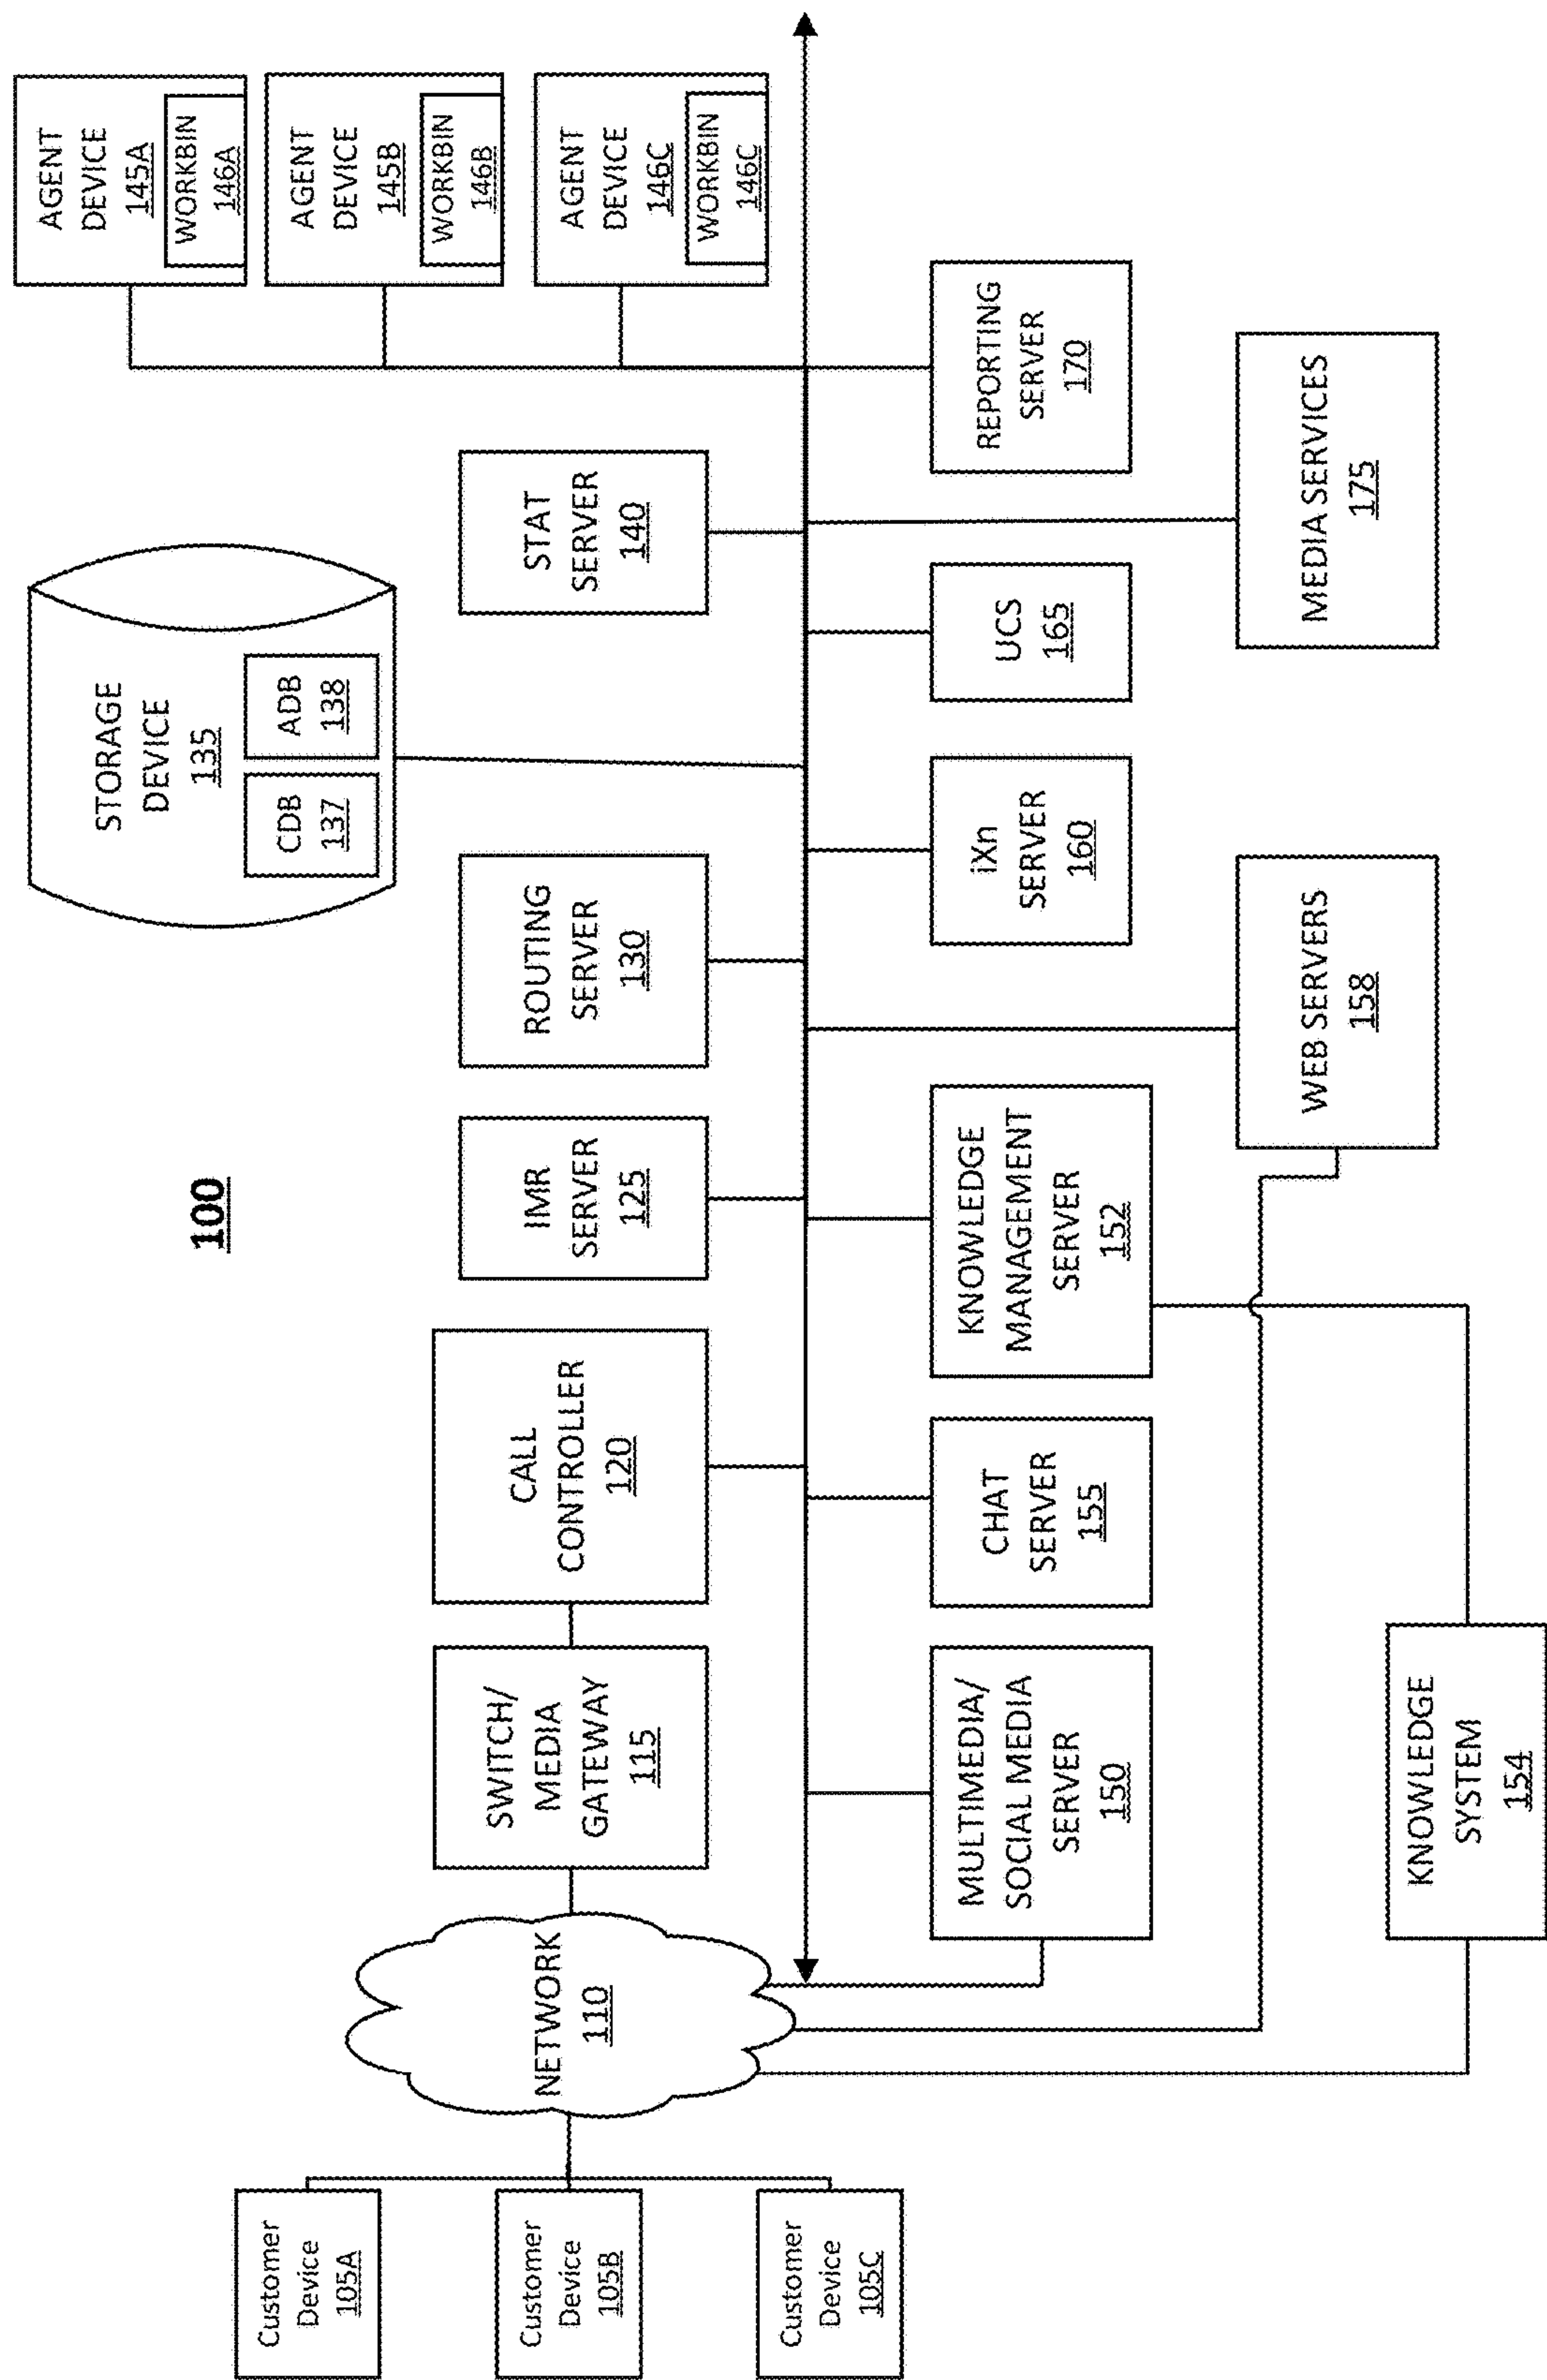 100
STORAGE
DEVICE
135
CDB
137
ADB
138
AGENT
DEVICE
145A
WORKBIN
146A
AGENT
DEVICE
145B
WORKBIN
146B
AGENT
DEVICE
146C
WORKBIN
146C
Customer
Device
105A
Customer
Device
105B
Customer
Device
105C
NETWORK
110
SWITCH/
MEDIA
GATEWAY
115
CALL
CONTROLLER
120
IMR
SERVER
125
ROUTING
SERVER
130
STAT
SERVER
140
MULTIMEDIA/
SOCIAL MEDIA
SERVER
150
CHAT
SERVER
155
KNOWLEDGE
MANAGEMENT
SERVER
152
iXn
SERVER
160
UCS
165
REPORTING
SERVER
170
WEB SERVERS
158
MEDIA SERVICES
175
KNOWLEDGE
SYSTEM
154